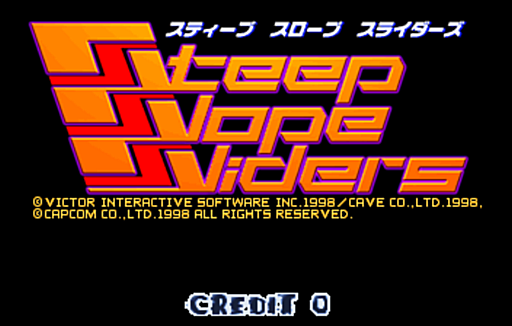 スティープ スロープ スライダーズ
Steep
Slope
Sliders
©VICTOR INTERACTIVE SOFTWARE INC.1998/CAVE CO.,LTD.1998,
©CAPCOM CO.,LTD.1998 ALL RIGHTS RESERVED.
CREDIT 0